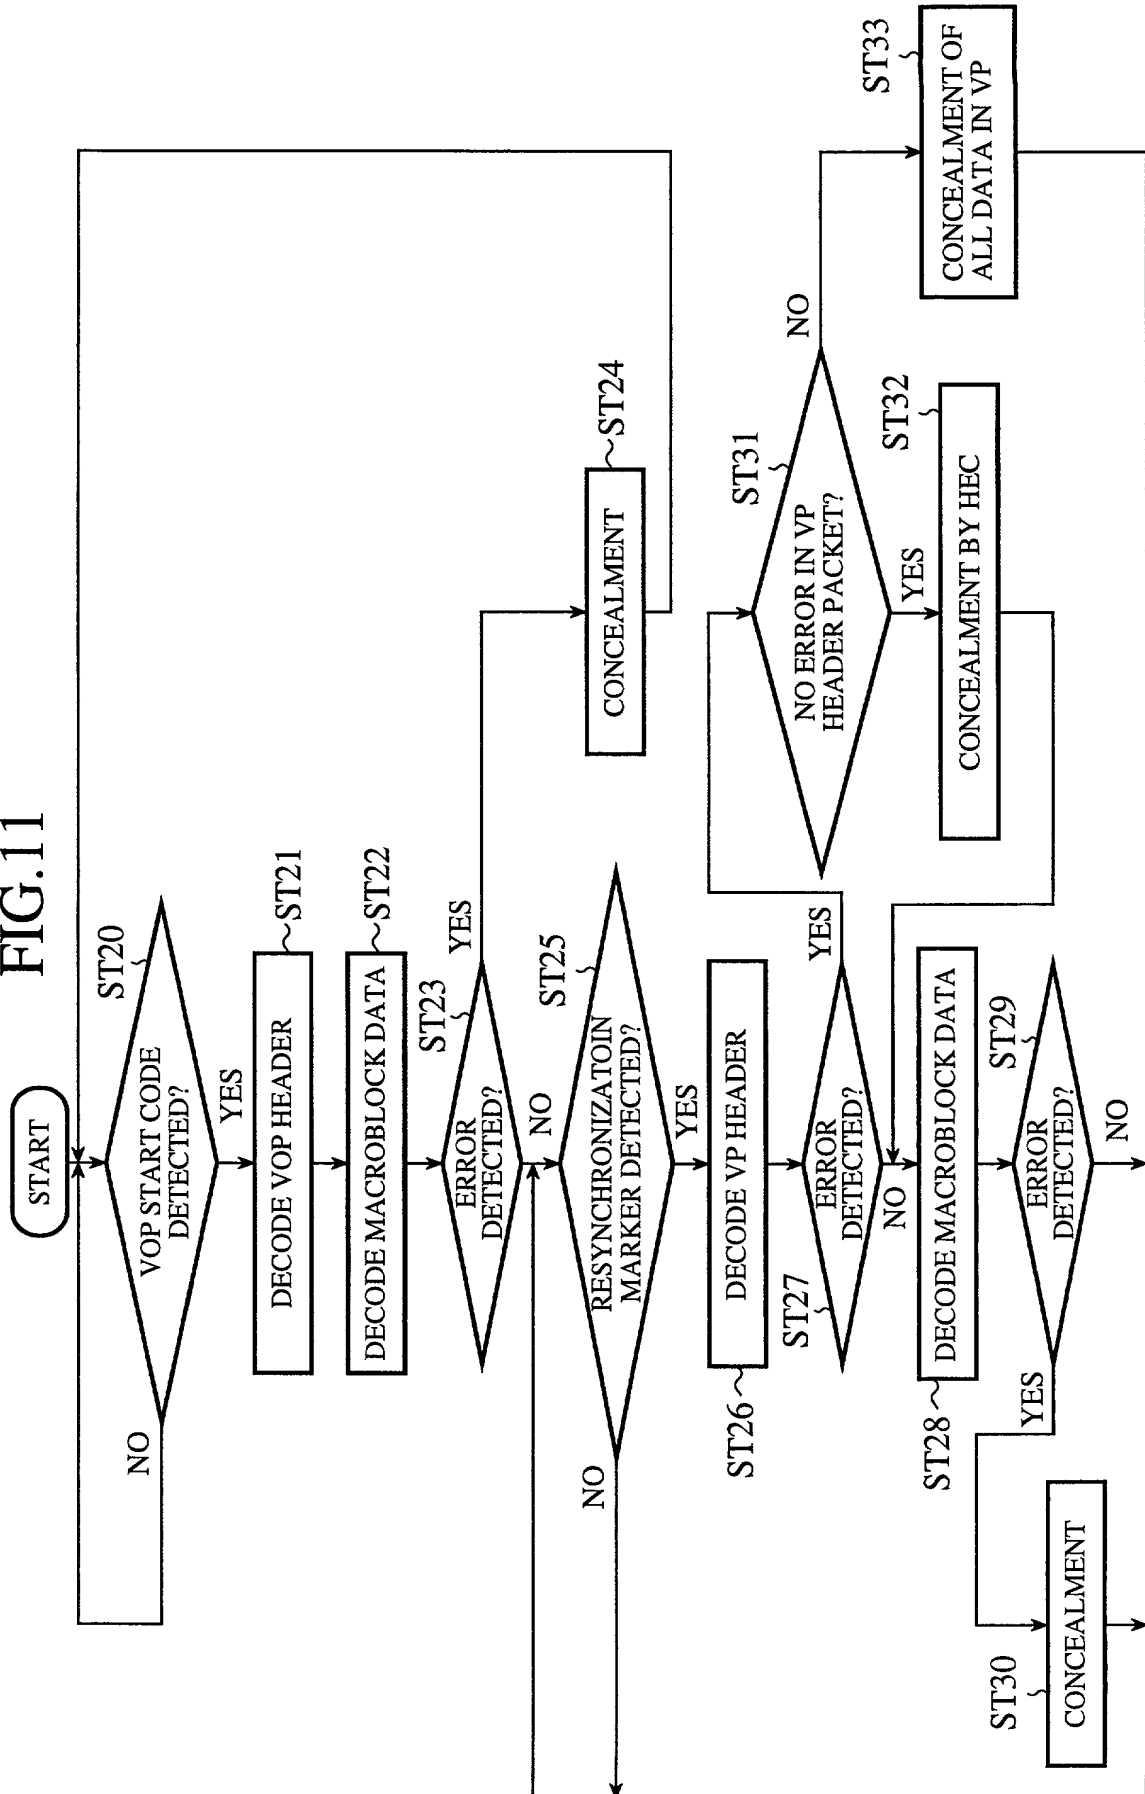 FIG.11
START
ST20
VOP START CODE
DETECTED?
NO
YES
DECODE VOP HEADER
ST21
DECODE MACROBLOCK DATA
ST22
ST23
ERROR
DETECTED?
YES
NO
CONCEALMENT
ST24
ST25
RESYNCHRONIZATOIN
MARKER DETECTED?
NO
YES
DECODE VP HEADER
ST26
ST27
ERROR
DETECTED?
YES
NO
ST31
NO ERROR IN VP
HEADER PACKET?
NO
YES
ST32
CONCEALMENT BY HEC
ST33
CONCEALMENT OF
ALL DATA IN VP
DECODE MACROBLOCK DATA
ST28
ST29
ERROR
DETECTED?
YES
NO
ST30
CONCEALMENT